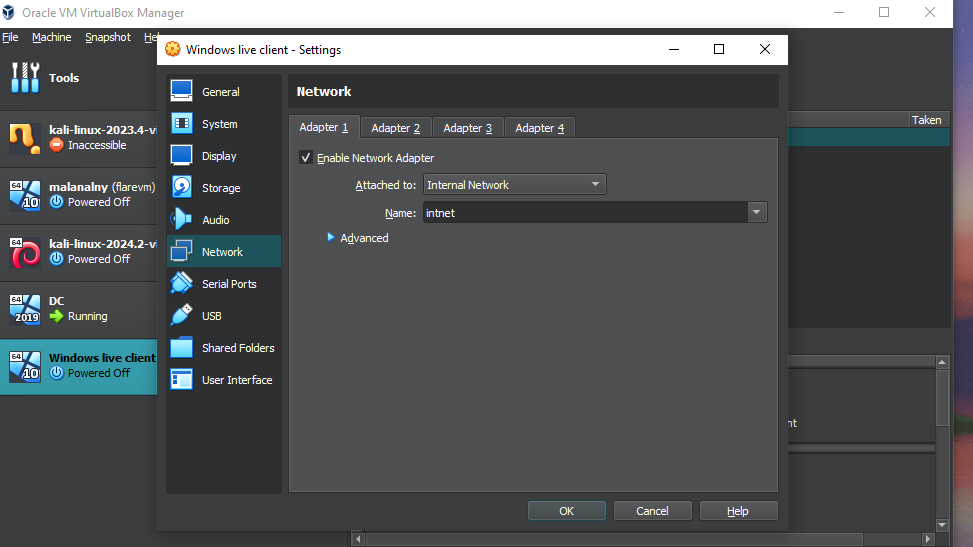 Oracle VM VirtualBox Manager
File Machine Snapshot Hel
Windows live client - Settings
Tools
kali-linux-2023.4-vi
Inaccessible
64
10
malanalny (flarevm)
Powered Off
64
kali-linux-2024.2-vi
Powered Off
64
2019
DC
Running
64
10
Windows live client
Powered Off
General
System
Display
Storage
Audio
Network
Serial Ports
USB
Shared Folders
User Interface
Network
Adapter 1 Adapter 2 Adapter 3 Adapter 4
Enable Network Adapter
Attached to: Internal Network
Name: intnet
Advanced
OK Cancel Help
Taken
nt